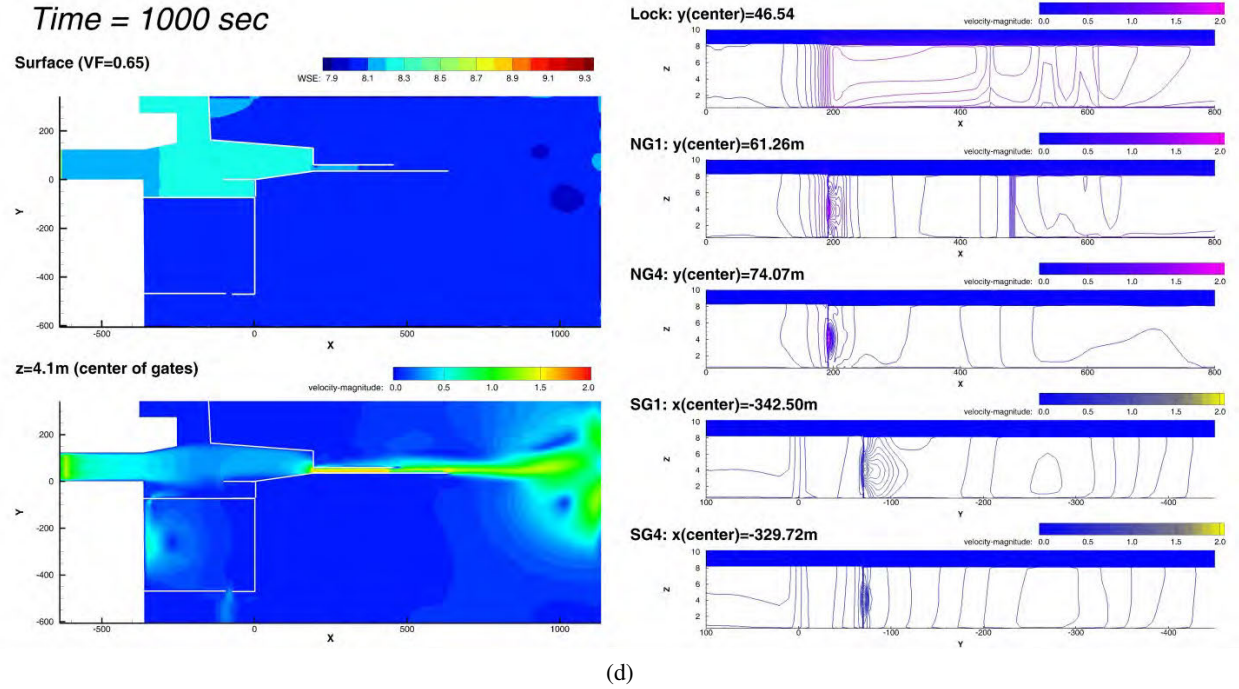 Time = 1000 sec
Surface (VF=0.65)
WSE: 7.9 8.1 8.3 8.5 8.7 8.9 9.1 9.3
200
0
Y
-200
-400
-600
-500 0 500 1000
X
z=4.1m (center of gates)
velocity-magnitude: 0.0 0.5 1.0 1.5 2.0
200
0
Y
-200
-400
-600
-500 0 500 1000
X
Lock: y(center)=46.54
velocity-magnitude: 0.0 0.5 1.0 1.5 2.0
10
8
6
Z
4
2
0 200 400 600 800
X
NG1: y(center)=61.26m
velocity-magnitude: 0.0 0.5 1.0 1.5 2.0
10
8
6
Z
4
2
0 200 400 600 800
X
NG4: y(center)=74.07m
velocity-magnitude: 0.0 0.5 1.0 1.5 2.0
10
8
6
Z
4
2
0 200 400 600 800
X
SG1: x(center)=-342.50m
velocity-magnitude: 0.0 0.5 1.0 1.5 2.0
10
8
6
Z
4
2
100 0 -100 -200 -300 -400
Y
SG4: x(center)=-329.72m
velocity-magnitude: 0.0 0.5 1.0 1.5 2.0
10
8
6
Z
4
2
100 0 -100 -200 -300 -400
Y
(d)